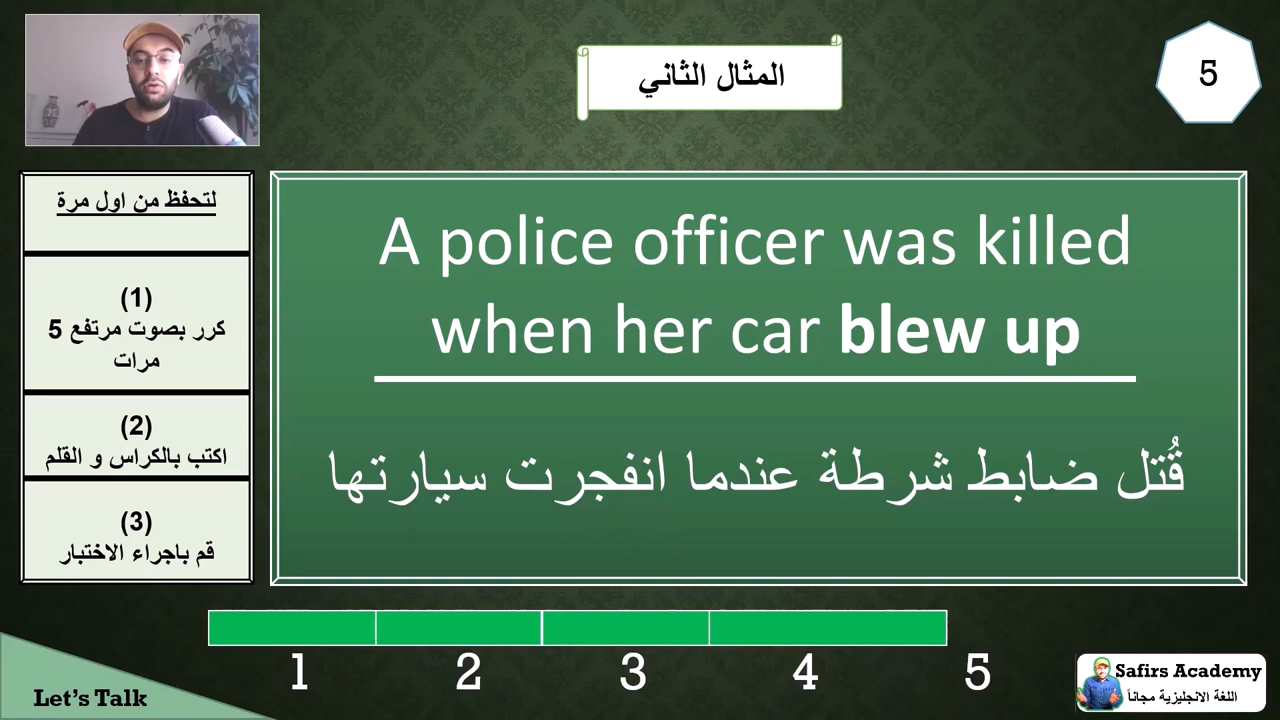 المثال الثاني
5
لتحفظ من اول مرة
(1)
كرر بصوت مرتفع 5
مرات
(2)
اكتب بالكراس و القلم
(3)
قم باجراء الاختبار
A police officer was killed
when her car blew up
قُتل ضابط شرطة عندما انفجرت سيارتها
1 2 3 4 5
Let's Talk
Safirs Academy
اللغة الانجليزية مجاناً